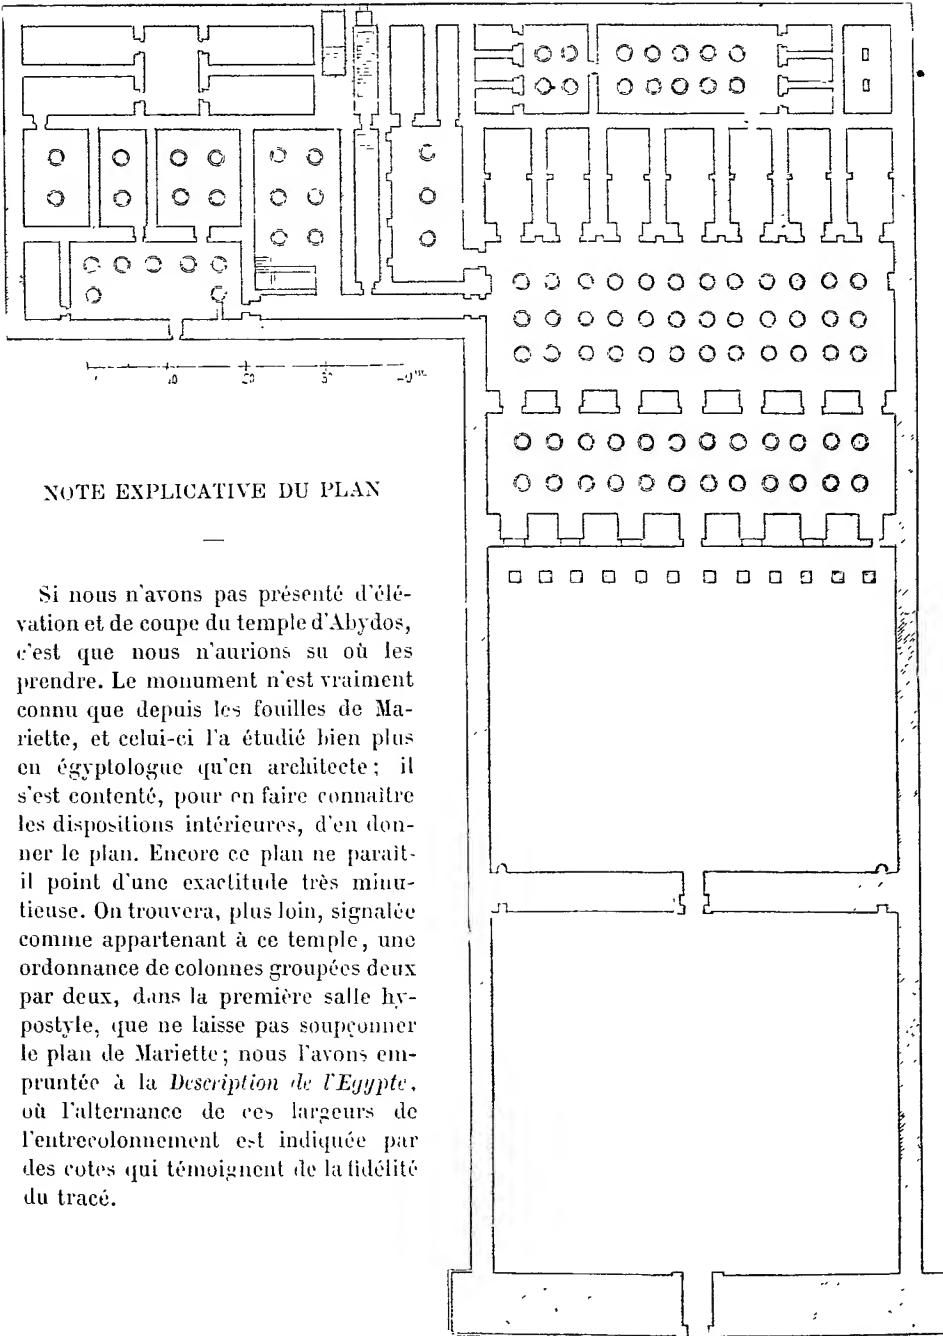 10 20 30
NOTE EXPLICATIVE DU PLAN
—
Si nous n'avons pas présenté d'élé-
vation et de coupe du temple d'Abydos,
c'est que nous n'aurions su où les
prendre. Le monument n'est vraiment
connu que depuis les fouilles de Ma-
riette, et celui-ci l'a étudié bien plus
en égyptologue qu'en architecte; il
s'est contenté, pour en faire connaître
les dispositions intérieures, d'en don-
ner le plan. Encore ce plan ne paraît-
il point d'une exactitude très minu-
tieuse. On trouvera, plus loin, signalée
comme appartenant à ce temple, une
ordonnance de colonnes groupées deux
par deux, dans la première salle hy-
postyle, que ne laisse pas soupçonner
le plan de Mariette; nous l'avons em-
pruntée à la Description de l'Egypte,
où l'alternance de ces largeurs de
l'entrecolonnement est indiquée par
des cotes qui témoignent de la fidélité
du tracé.